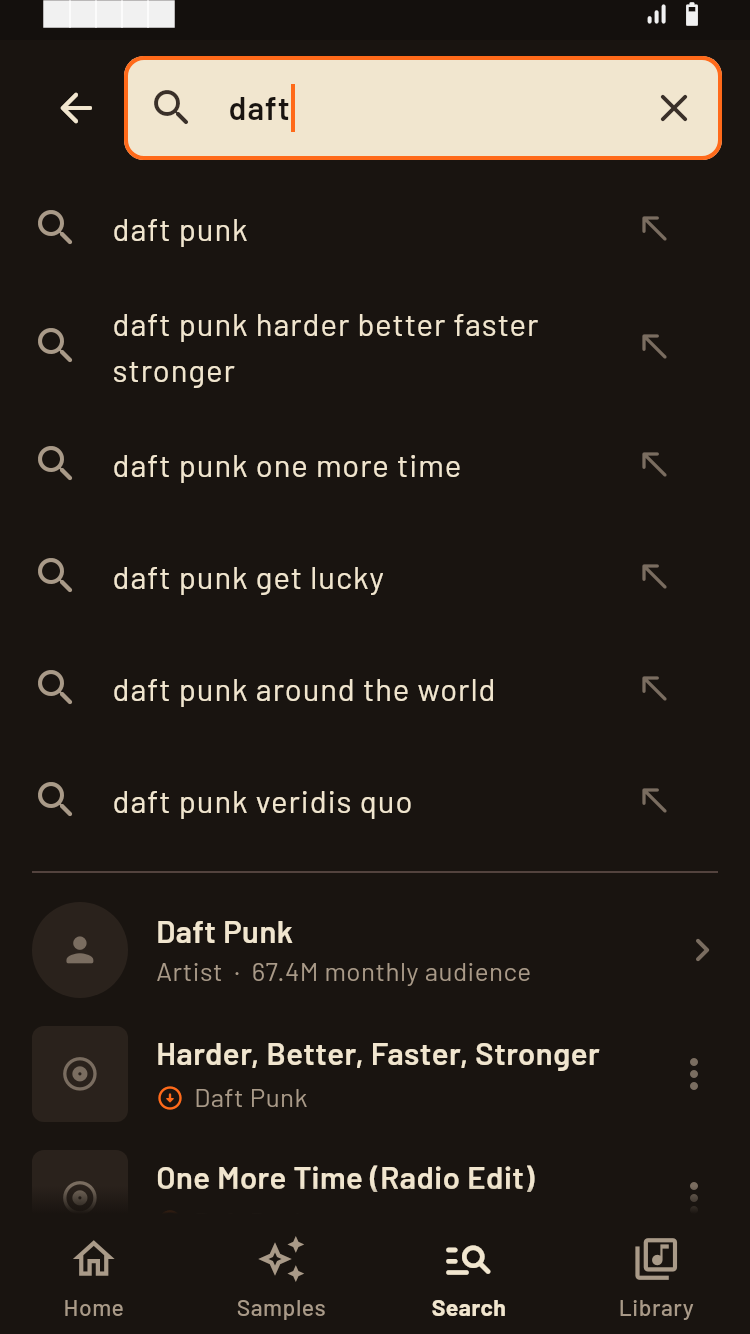 daft
daft punk
daft punk harder better faster
stronger
daft punk one more time
daft punk get lucky
daft punk around the world
daft punk veridis quo
Daft Punk
Artist · 67.4M monthly audience
Harder, Better, Faster, Stronger
Daft Punk
One More Time (Radio Edit)
Home
Samples
Search
Library